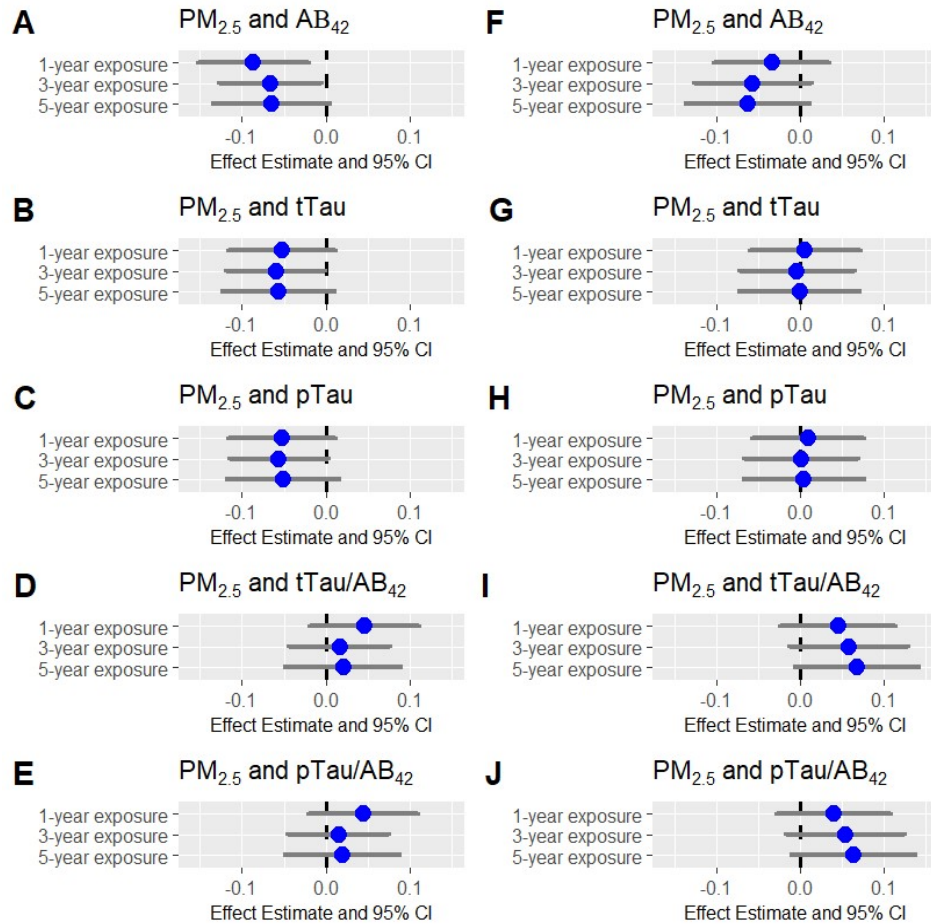 A PM2.5 and AB42
1-year exposure
3-year exposure
5-year exposure
-0.1 0.0 0.1
Effect Estimate and 95% CI
B PM2.5 and tTau
1-year exposure
3-year exposure
5-year exposure
-0.1 0.0 0.1
Effect Estimate and 95% CI
C PM2.5 and pTau
1-year exposure
3-year exposure
5-year exposure
-0.1 0.0 0.1
Effect Estimate and 95% CI
D PM2.5 and tTau/AB42
1-year exposure
3-year exposure
5-year exposure
-0.1 0.0 0.1
Effect Estimate and 95% CI
E PM2.5 and pTau/AB42
1-year exposure
3-year exposure
5-year exposure
-0.1 0.0 0.1
Effect Estimate and 95% CI
F PM2.5 and AB42
1-year exposure
3-year exposure
5-year exposure
-0.1 0.0 0.1
Effect Estimate and 95% CI
G PM2.5 and tTau
1-year exposure
3-year exposure
5-year exposure
-0.1 0.0 0.1
Effect Estimate and 95% CI
H PM2.5 and pTau
1-year exposure
3-year exposure
5-year exposure
-0.1 0.0 0.1
Effect Estimate and 95% CI
I PM2.5 and tTau/AB42
1-year exposure
3-year exposure
5-year exposure
-0.1 0.0 0.1
Effect Estimate and 95% CI
J PM2.5 and pTau/AB42
1-year exposure
3-year exposure
5-year exposure
-0.1 0.0 0.1
Effect Estimate and 95% CI